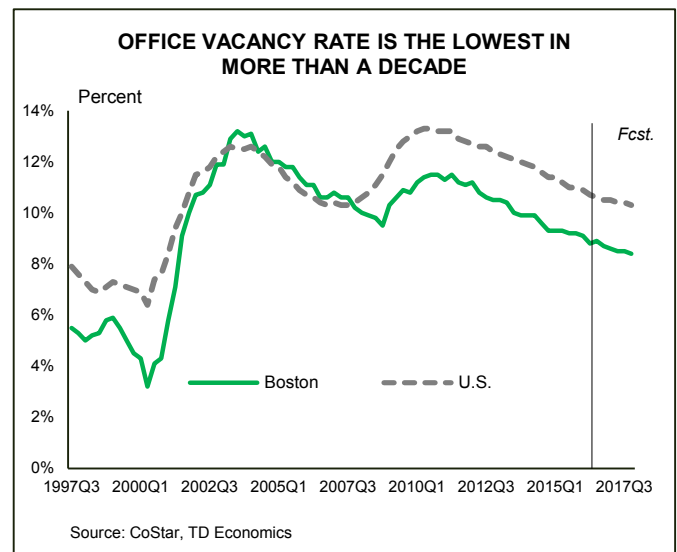 OFFICE VACANCY RATE IS THE LOWEST IN
MORE THAN A DECADE
Percent
14%
12%
10%
8%
6%
4%
2%
0%
Fcst.
Boston
U.S.
1997Q3 2000Q1 2002Q3 2005Q1 2007Q3 2010Q1 2012Q3 2015Q1 2017Q3
Source: CoStar, TD Economics